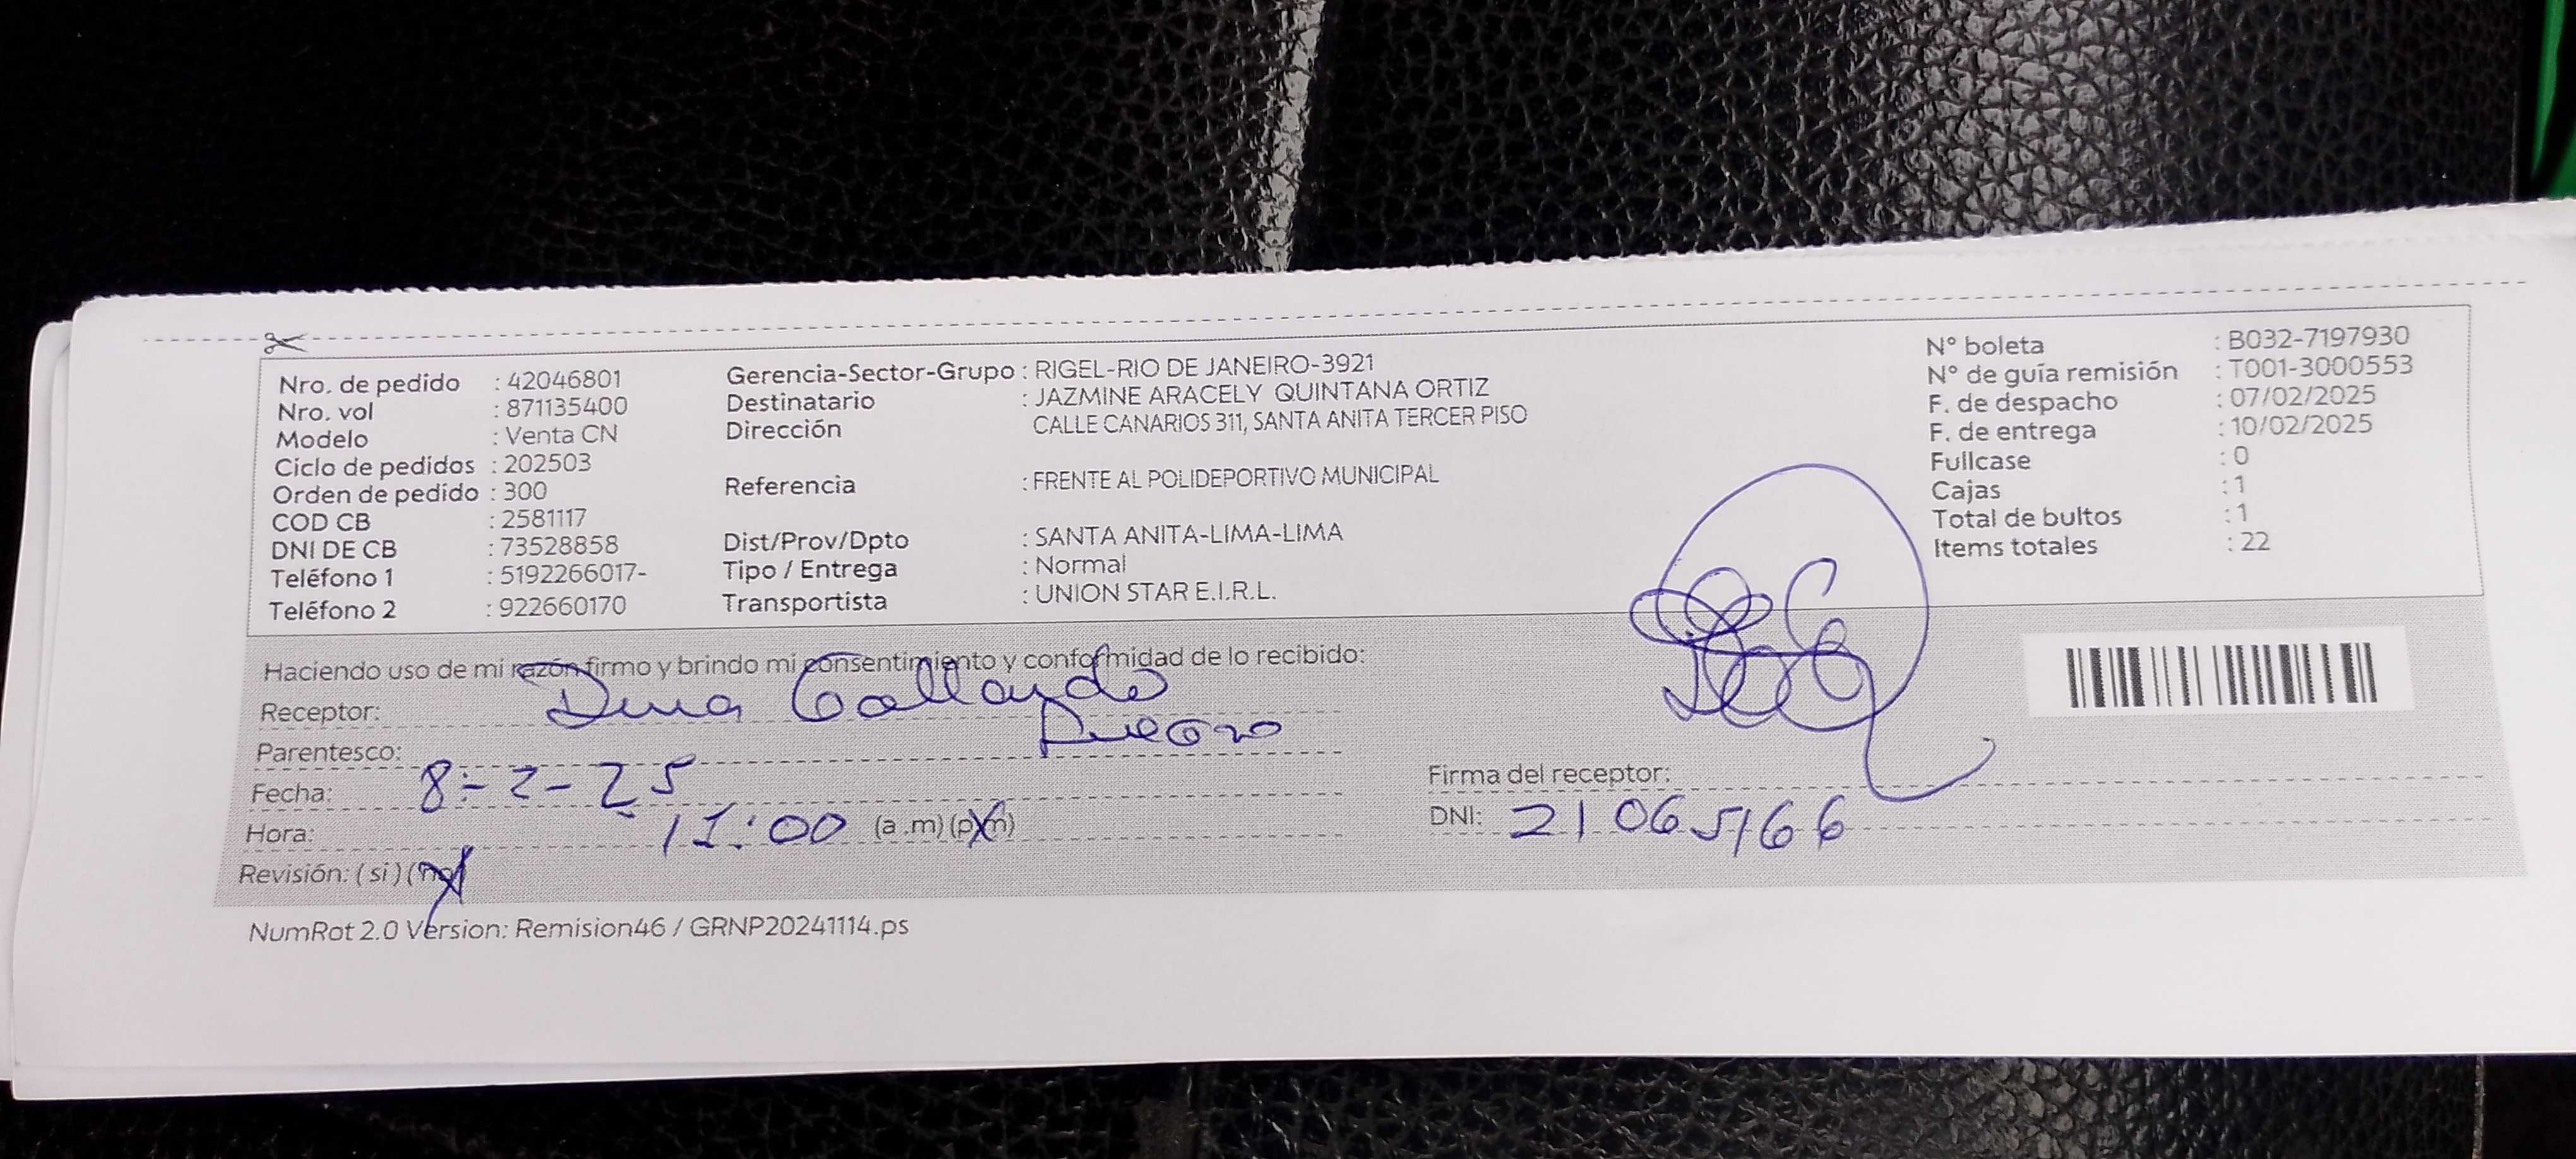 Nro. de pedido : 42046801
Nro. vol : 871135400
Modelo : Venta CN
Ciclo de pedidos : 202503
Orden de pedido : 300
COD CB : 2581117
DNI DE CB : 73528858
Teléfono 1 : 5192266017-
Teléfono 2 : 922660170
Gerencia-Sector-Grupo : RIGEL-RIO DE JANEIRO-3921
Destinatario : JAZMINE ARACELY QUINTANA ORTIZ
Dirección CALLE CANARIOS 311, SANTA ANITA TERCER PISO
Referencia : FRENTE AL POLIDEPORTIVO MUNICIPAL
Dist/Prov/Dpto : SANTA ANITA-LIMA-LIMA
Tipo / Entrega : Normal
Transportista : UNION STAR E.I.R.L.
N° boleta : B032-7197930
N° de guía remisión : T001-3000553
F. de despacho : 07/02/2025
F. de entrega : 10/02/2025
Fullcase : 0
Cajas : 1
Total de bultos : 1
Items totales : 22
Haciendo uso de mi razón firmo y brindo mi consentimiento y conformidad de lo recibido:
Receptor: Dina Gallardo
Parentesco:
Fecha: 8-2-25
Hora: 11:00 (a .m) (p.m)
Revisión: ( si ) (no)
Firma del receptor:
DNI: 21065166
NumRot 2.0 Version: Remision46 / GRNP20241114.ps